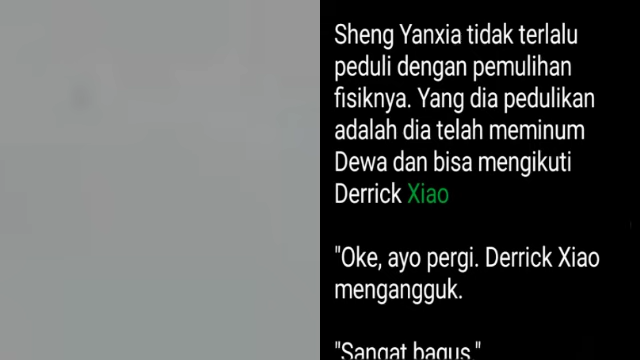 Sheng Yanxia tidak terlalu
peduli dengan pemulihan
fisiknya. Yang dia pedulikan
adalah dia telah meminum
Dewa dan bisa mengikuti
Derrick Xiao
"Oke, ayo pergi. Derrick Xiao
mengangguk.
"Sangat bagus."